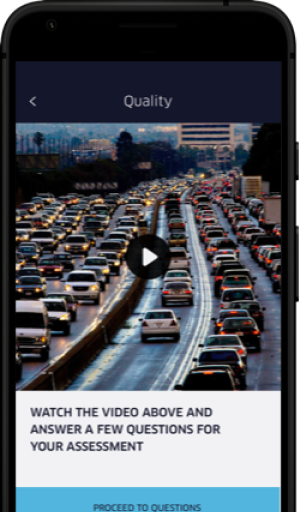 Quality
WATCH THE VIDEO ABOVE AND
ANSWER A FEW QUESTIONS FOR
YOUR ASSESSMENT
PROCEED TO QUESTIONS